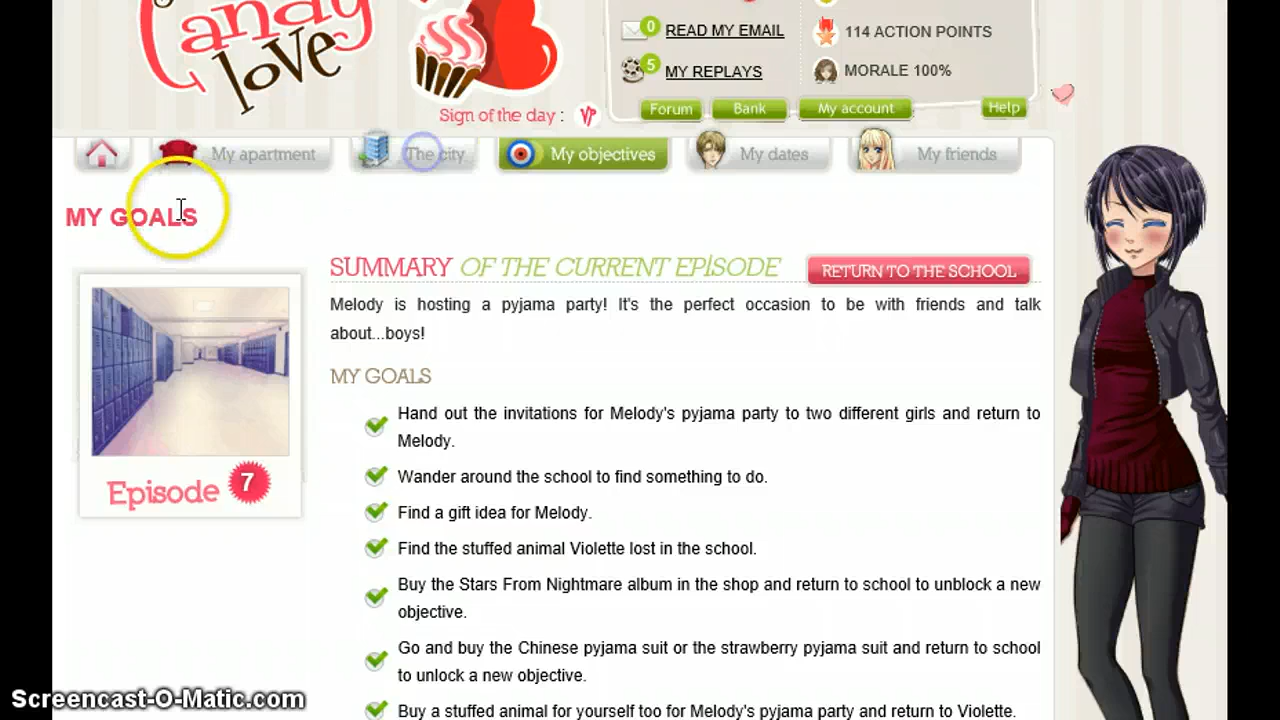 Candy
love
0 READ MY EMAIL
114 ACTION POINTS
5 MY REPLAYS
MORALE 100%
Sign of the day :
Forum
Bank
My account
Help
My apartment
The city
My objectives
My dates
My friends
MY GOALS
SUMMARY OF THE CURRENT EPISODE
RETURN TO THE SCHOOL
Melody is hosting a pyjama party! It's the perfect occasion to be with friends and talk
about...boys!
MY GOALS
Hand out the invitations for Melody's pyjama party to two different girls and return to
Melody.
Wander around the school to find something to do.
Episode 7
Find a gift idea for Melody.
Find the stuffed animal Violette lost in the school.
Buy the Stars From Nightmare album in the shop and return to school to unblock a new
objective.
Go and buy the Chinese pyjama suit or the strawberry pyjama suit and return to school
to unlock a new objective.
Buy a stuffed animal for yourself too for Melody's pyjama party and return to Violette.
Screencast-O-Matic.com